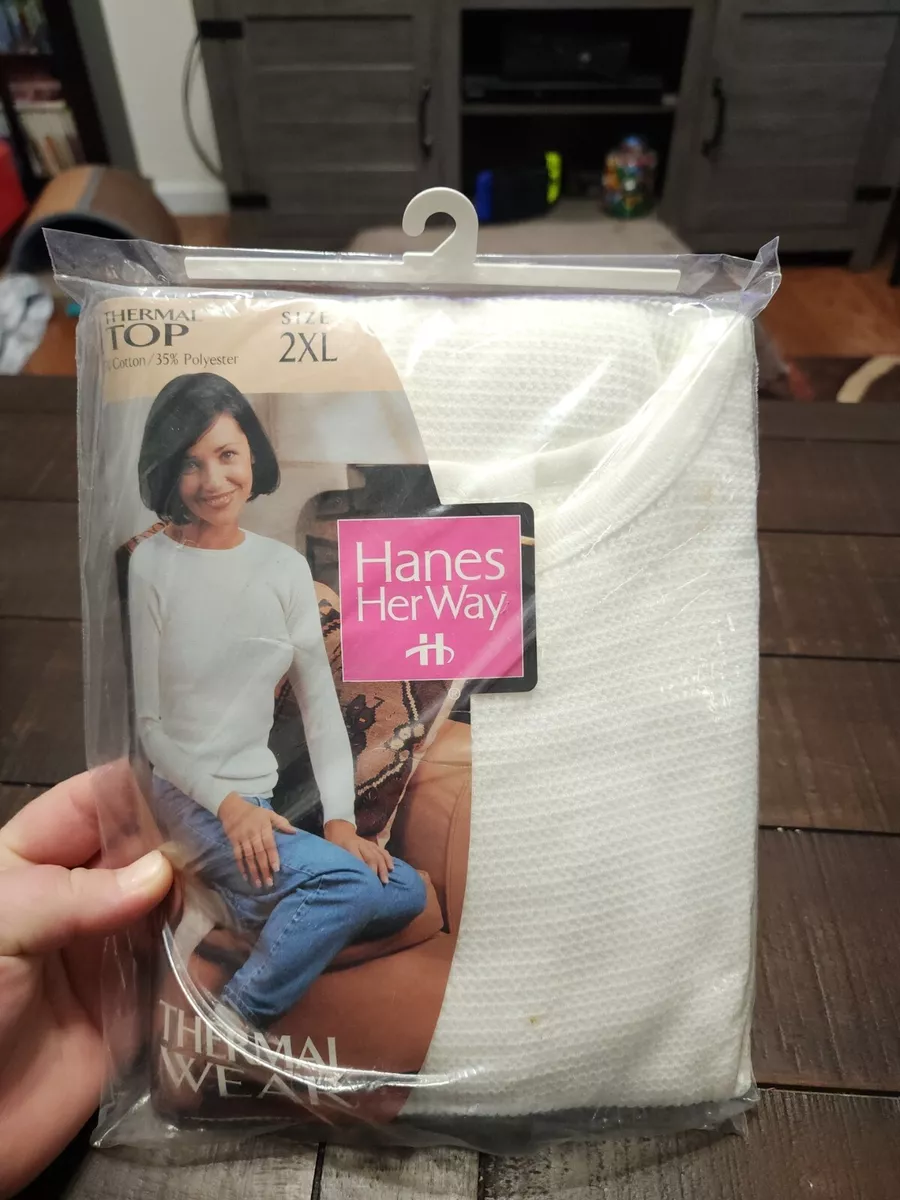 THERMAL
TOP
Cotton/35% Polyester
SIZE
2XL
Hanes
Her Way
THERMAL
WEAR